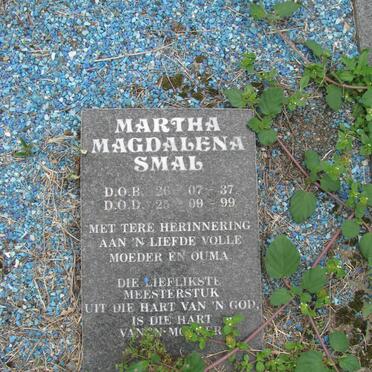 MARTHA
MAGDALENA
SMAL
D.O.B. 26 - 07 - 37
D.O.D. 25 - 09 - 99
MET TERE HERINNERING
AAN 'N LIEFDE VOLLE
MOEDER EN OUMA
DIE LIEFLIKSTE
MEESTERSTUK
UIT DIE HART VAN 'N GOD,
IS DIE HART
VAN 'N MOEDER